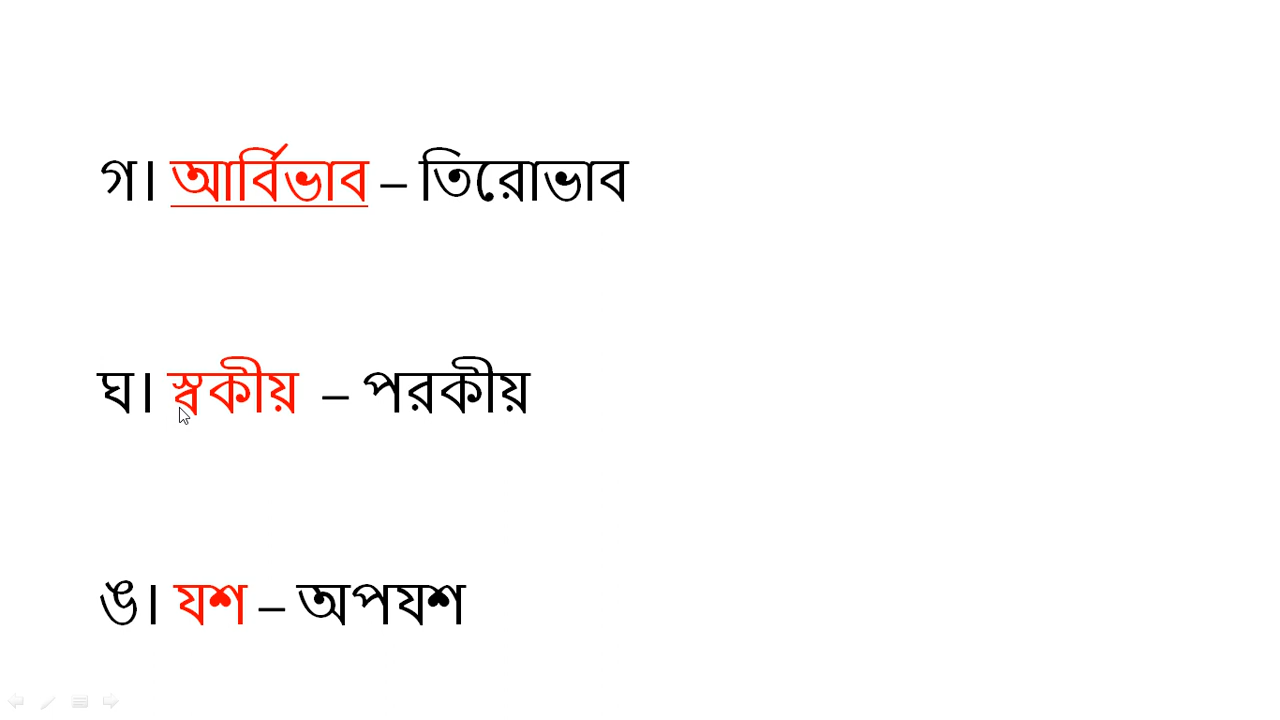 গ। আর্বিভাব – তিরোভাব
ঘ। স্বকীয় – পরকীয়
ঙ। যশ – অপযশ